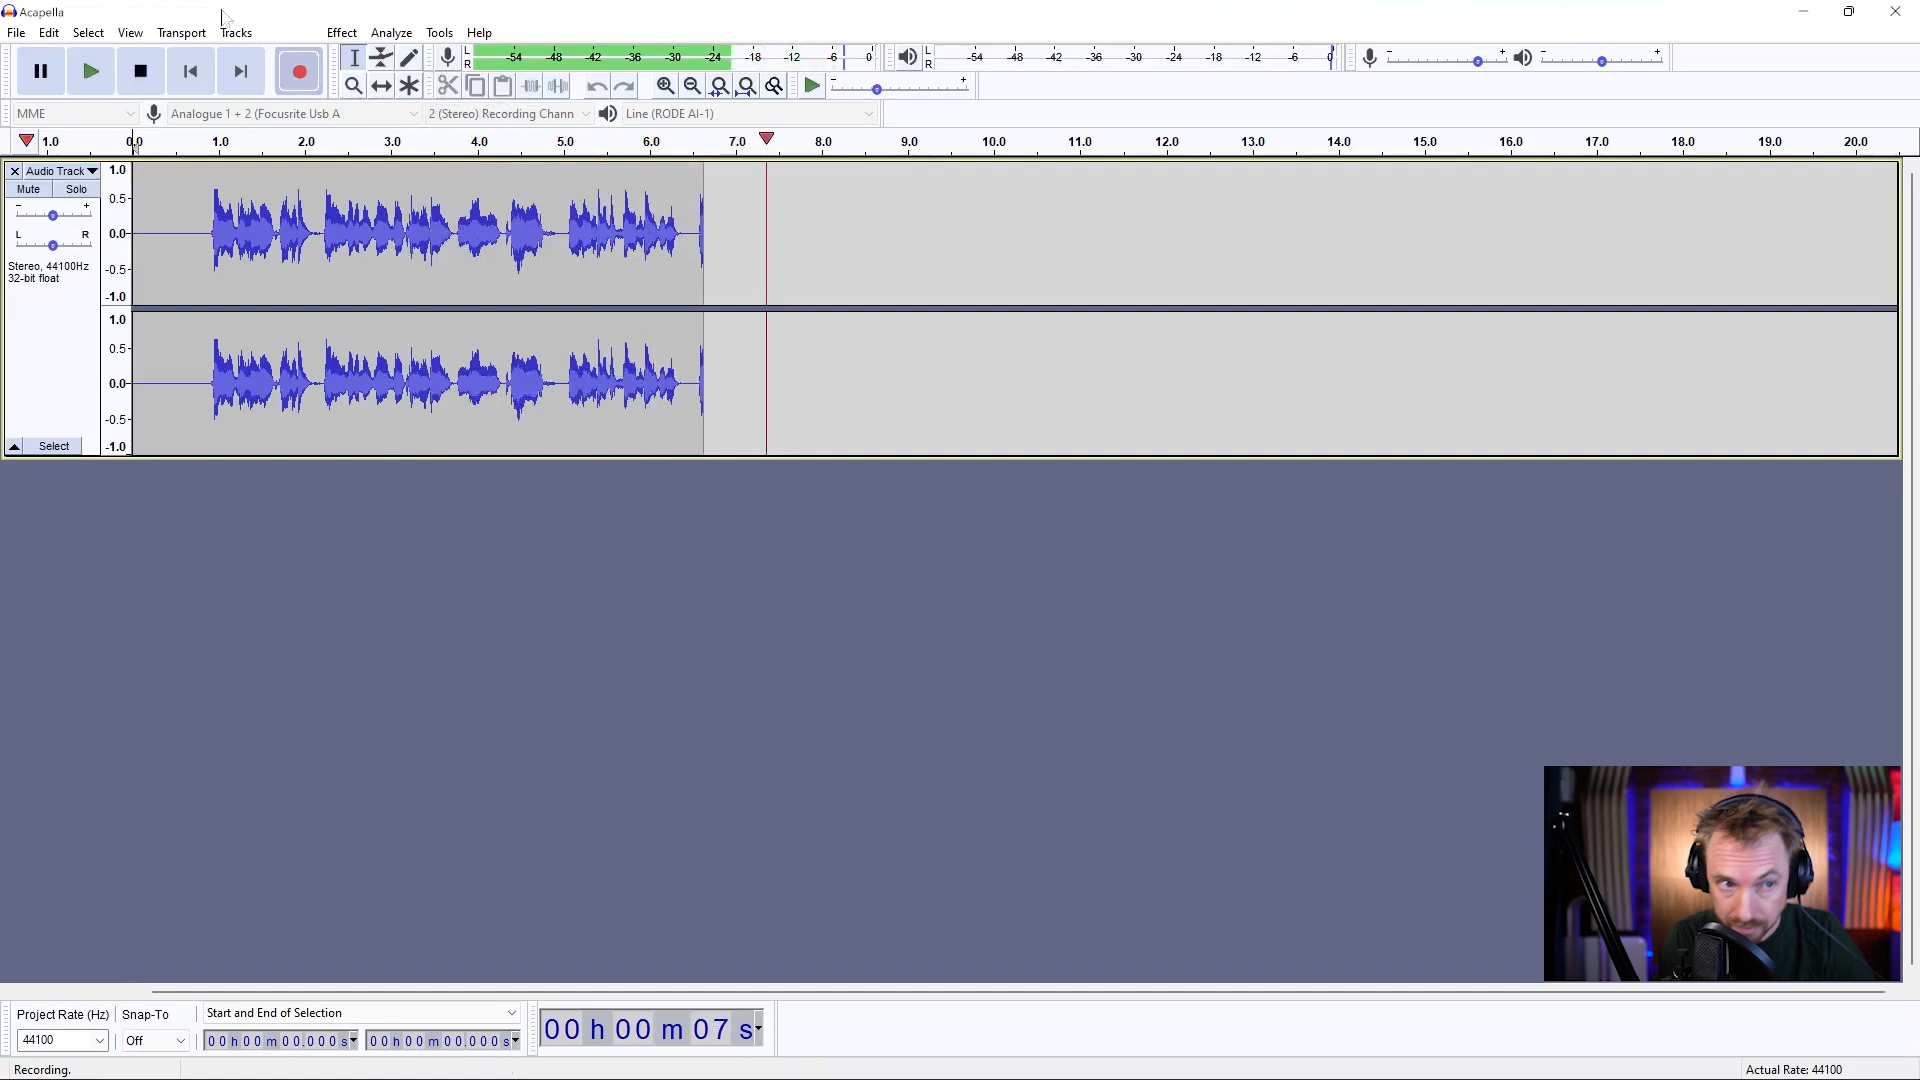 Acapella
File Edit Select View Transport Tracks Effect Analyze Tools Help
L -54 -48 -42 -36 -30 -24 -18 -12 -6 0 L -54 -48 -42 -36 -30 -24 -18 -12 -6 0 - + - +
R R
- +
MME Analogue 1 + 2 (Focusrite Usb A 2 (Stereo) Recording Chann Line (RODE AI-1)
1.0 0.0 1.0 2.0 3.0 4.0 5.0 6.0 7.0 8.0 9.0 10.0 11.0 12.0 13.0 14.0 15.0 16.0 17.0 18.0 19.0 20.0
Audio Track 1.0
Mute Solo 0.5
- + 0.0
L R -0.5
Stereo, 44100Hz -1.0
32-bit float
1.0
0.5
0.0
-0.5
Select -1.0
Project Rate (Hz) Snap-To Start and End of Selection
44100 Off 00 h 00 m 00.000 s 00 h 00 m 00.000 s 00 h 00 m 07 s
Recording. Actual Rate: 44100